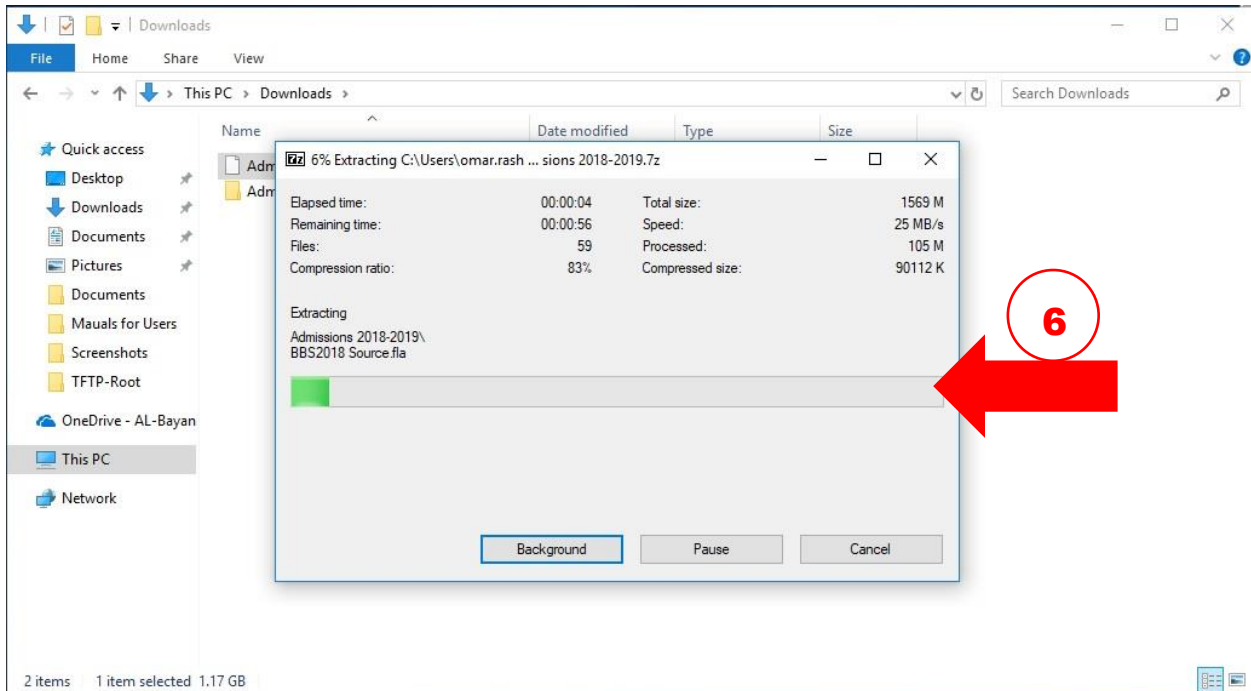 Downloads
File Home Share View
This PC > Downloads >
Search Downloads
Name Date modified Type Size
Quick access
Desktop
Downloads
Documents
Pictures
Documents
Mauals for Users
Screenshots
TFTP-Root
OneDrive - AL-Bayan
This PC
Network
Adm
Adm
7z 6% Extracting C:\Users\omar.rash ... sions 2018-2019.7z
Elapsed time: 00:00:04 Total size: 1569 M
Remaining time: 00:00:56 Speed: 25 MB/s
Files: 59 Processed: 105 M
Compression ratio: 83% Compressed size: 90112 K
Extracting
Admissions 2018-2019\
BBS2018 Source.fla
Background Pause Cancel
6
2 items 1 item selected 1.17 GB